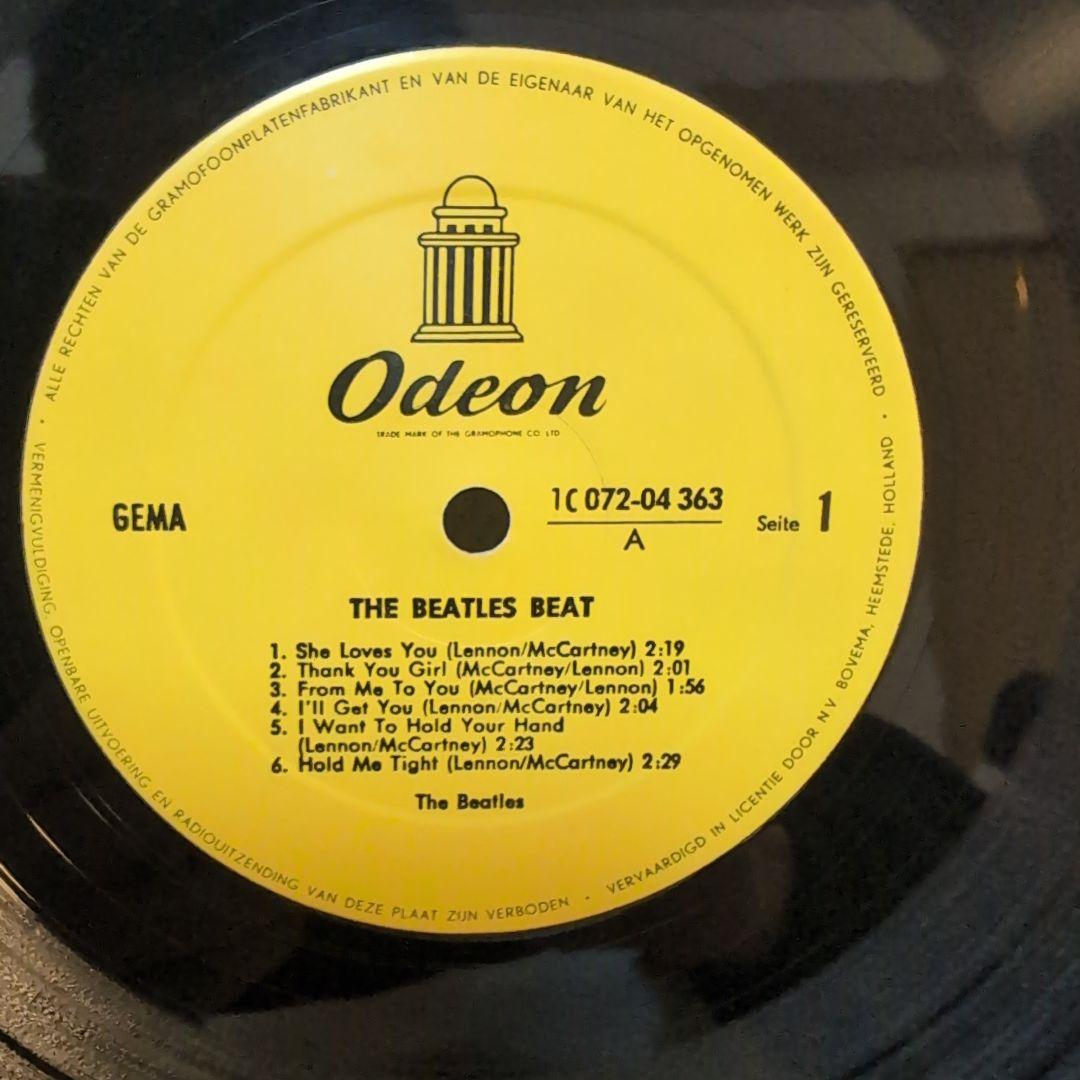 ALLE RECHTEN VAN DE GRAMOFOONPLATENFABRIKANT EN VAN DE EIGENAAR VAN HET OPGENOMEN WERK ZIJN GERESERVEERD ·
VERMENIGVULDIGING, OPENBARE UITVOERING EN RADIOUITZENDING VAN DEZE PLAAT ZIJN VERBODEN ·
VERVAARDIGD IN LICENTIE DOOR N V BOVEMA, HEEMSTEDE, HOLLAND ·
Odeon
TRADE MARK OF THE GRAMOPHONE CO. LTD
GEMA
1C 072-04 363
A
Seite 1
THE BEATLES BEAT
1. She Loves You (Lennon/McCartney) 2:19
2. Thank You Girl (McCartney/Lennon) 2:01
3. From Me To You (McCartney/Lennon) 1:56
4. I'll Get You (Lennon/McCartney) 2:04
5. I Want To Hold Your Hand
(Lennon/McCartney) 2:23
6. Hold Me Tight (Lennon/McCartney) 2:29
The Beatles